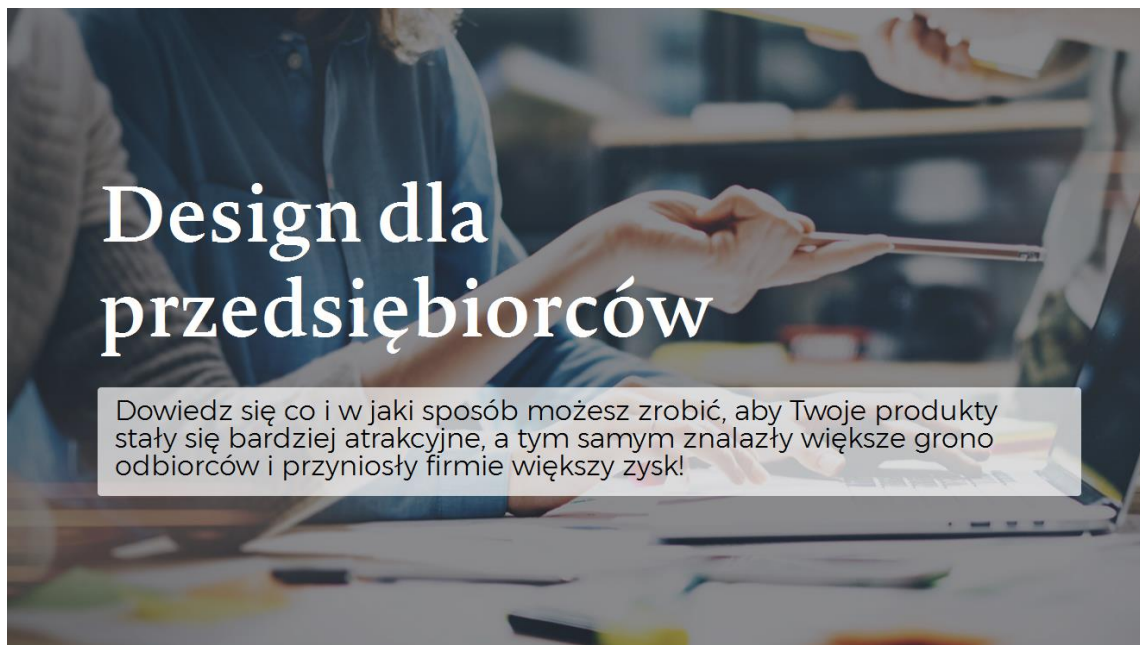 Design dla
przedsiębiorców
Dowiedz się co i w jaki sposób możesz zrobić, aby Twoje produkty
stały się bardziej atrakcyjne, a tym samym znalazły większe grono
odbiorców i przyniosły firmie większy zysk!